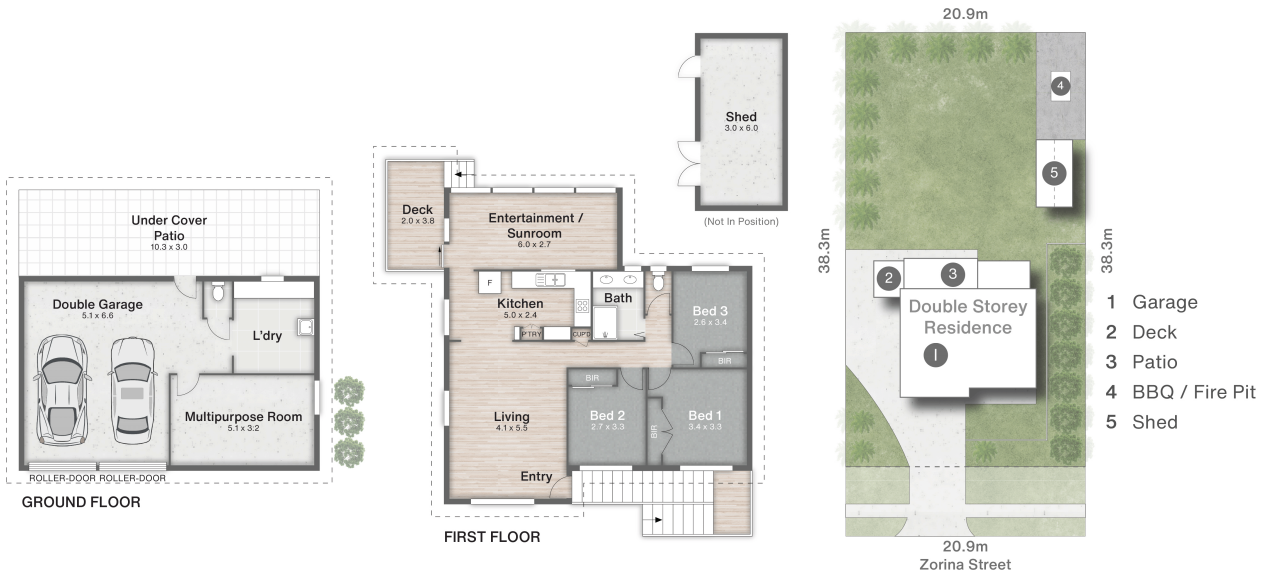 Under Cover
Patio
10.3 x 3.0
Double Garage
5.1 x 6.6
L'dry
Multipurpose Room
5.1 x 3.2
ROLLER-DOOR ROLLER-DOOR
GROUND FLOOR
Shed
3.0 x 6.0
(Not In Position)
Deck
2.0 x 3.8
Entertainment /
Sunroom
6.0 x 2.7
F
Kitchen
5.0 x 2.4
P'TRY
CUP'D
Bath
Bed 3
2.6 x 3.4
BIR
BIR
Living
4.1 x 5.5
Bed 2
2.7 x 3.3
BIR
Bed 1
3.4 x 3.3
Entry
FIRST FLOOR
20.9m
4
5
38.3m
38.3m
2
3
Double Storey
Residence
1
20.9m
Zorina Street
1 Garage
2 Deck
3 Patio
4 BBQ / Fire Pit
5 Shed